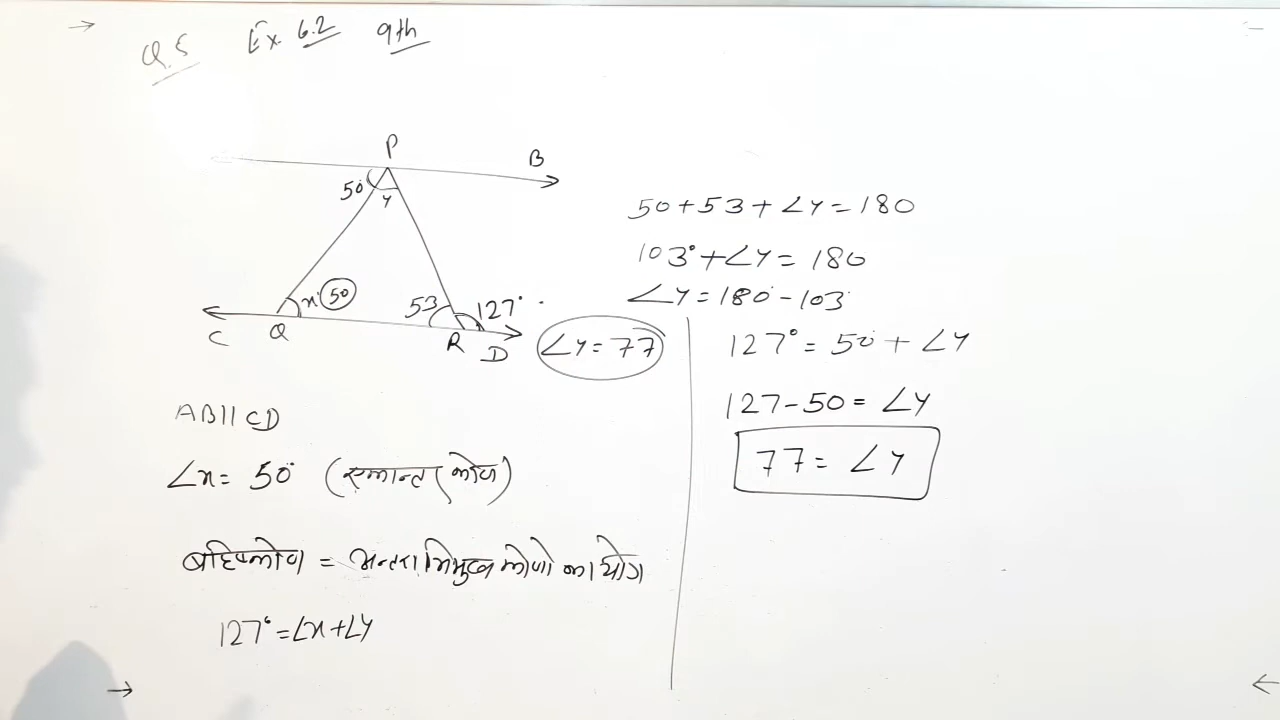 Q.5 Ex 6.2 9th
P
B
50°
y
x° 50
53
127°
C
Q
R
D
50+53+∠y=180
103°+∠y=180
∠y=180°-103°
∠y=77
AB||CD
∠x=50° (एकान्तर कोण)
बहिष्कोण = अन्तराभिमुख कोणो का योग
127°=∠x+∠y
127°=50°+∠y
127-50=∠y
77=∠y